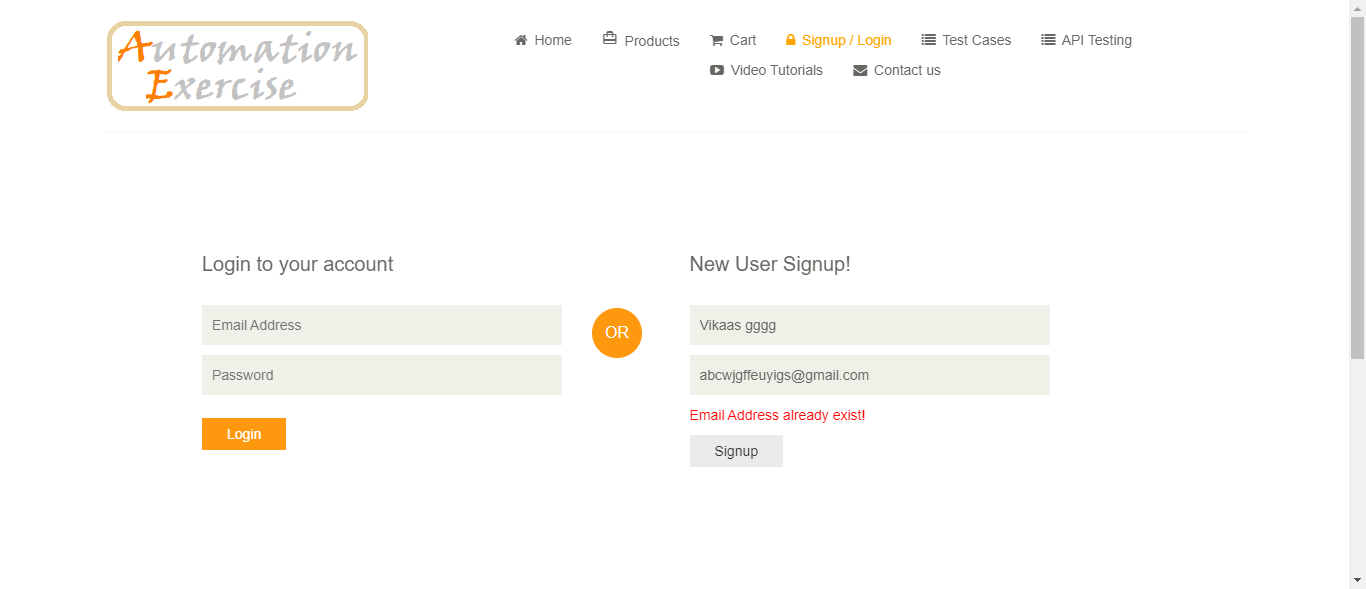 Automation
Exercise
Home Products Cart Signup / Login Test Cases API Testing
Video Tutorials Contact us
Login to your account
Email Address
Password
Login
OR
New User Signup!
Vikaas gggg
abcwjgffeuyigs@gmail.com
Email Address already exist!
Signup